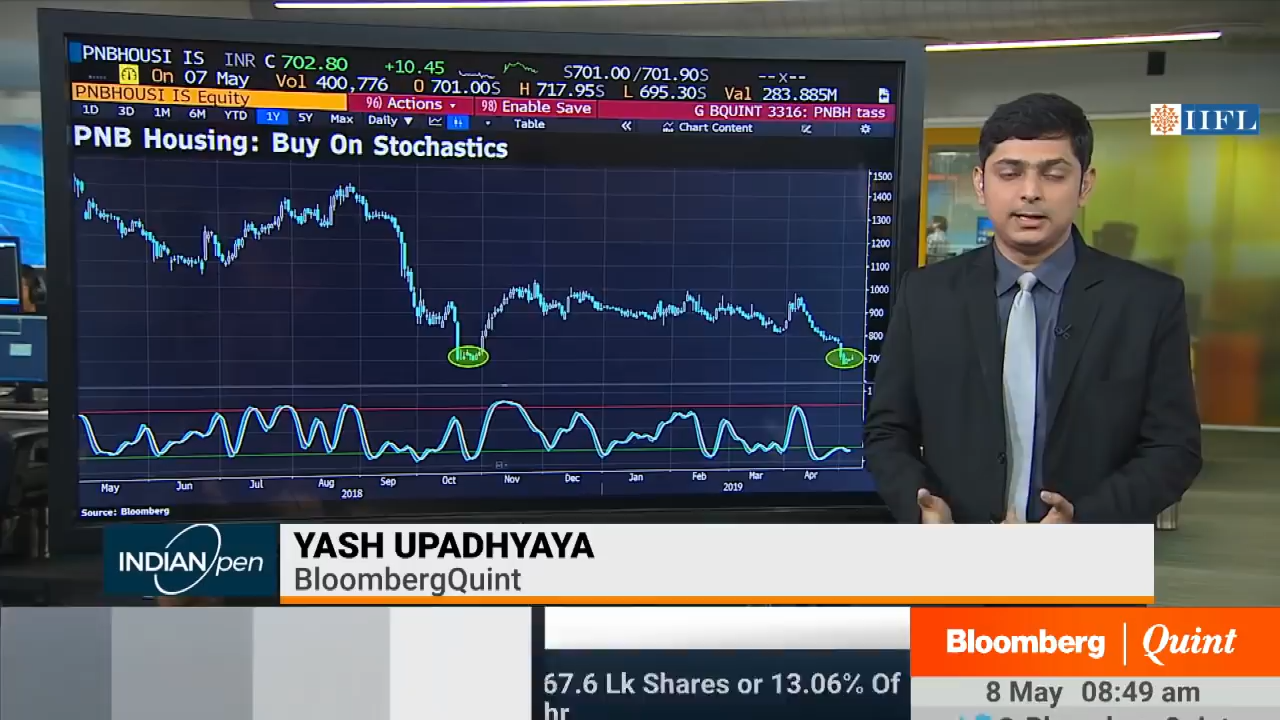 PNBHOUSI IS INR C 702.80 +10.45 S701.00/701.90S --x--
On 07 May Vol 400,776 O 701.00S H 717.95S L 695.30S Val 283.885M
PNBHOUSI IS Equity 96) Actions 98) Enable Save G BQUINT 3316: PNBH tass
1D 3D 1M 6M YTD 1Y 5Y Max Daily Table Chart Content
PNB Housing: Buy On Stochastics
1500
1400
1300
1200
1100
1000
900
800
700
May Jun Jul Aug Sep Oct Nov Dec Jan Feb Mar Apr
2018 2019
Source: Bloomberg
IIFL
INDIAN Open
YASH UPADHYAYA
BloombergQuint
67.6 Lk Shares or 13.06% Of
Bloomberg | Quint
8 May 08:49 am